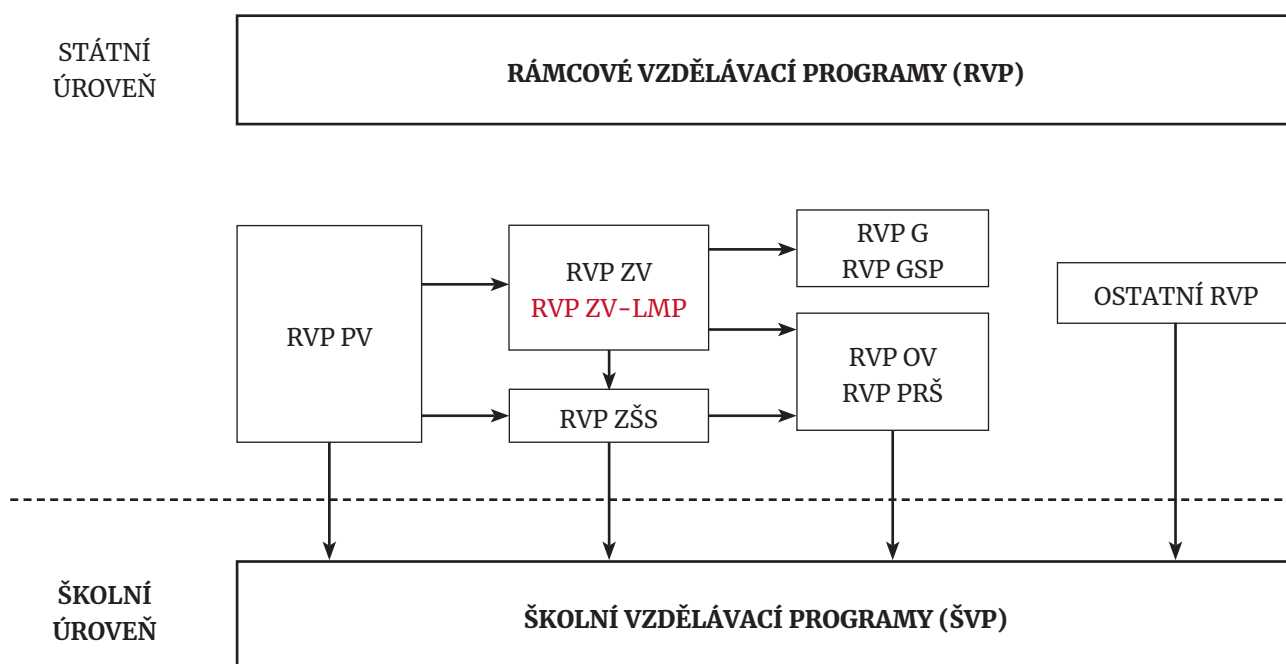 STÁTNÍ
ÚROVEŇ
RÁMCOVÉ VZDĚLÁVACÍ PROGRAMY (RVP)
RVP PV
RVP ZV
RVP ZV-LMP
RVP ZŠS
RVP G
RVP GSP
RVP OV
RVP PRŠ
OSTATNÍ RVP
ŠKOLNÍ
ÚROVEŇ
ŠKOLNÍ VZDĚLÁVACÍ PROGRAMY (ŠVP)